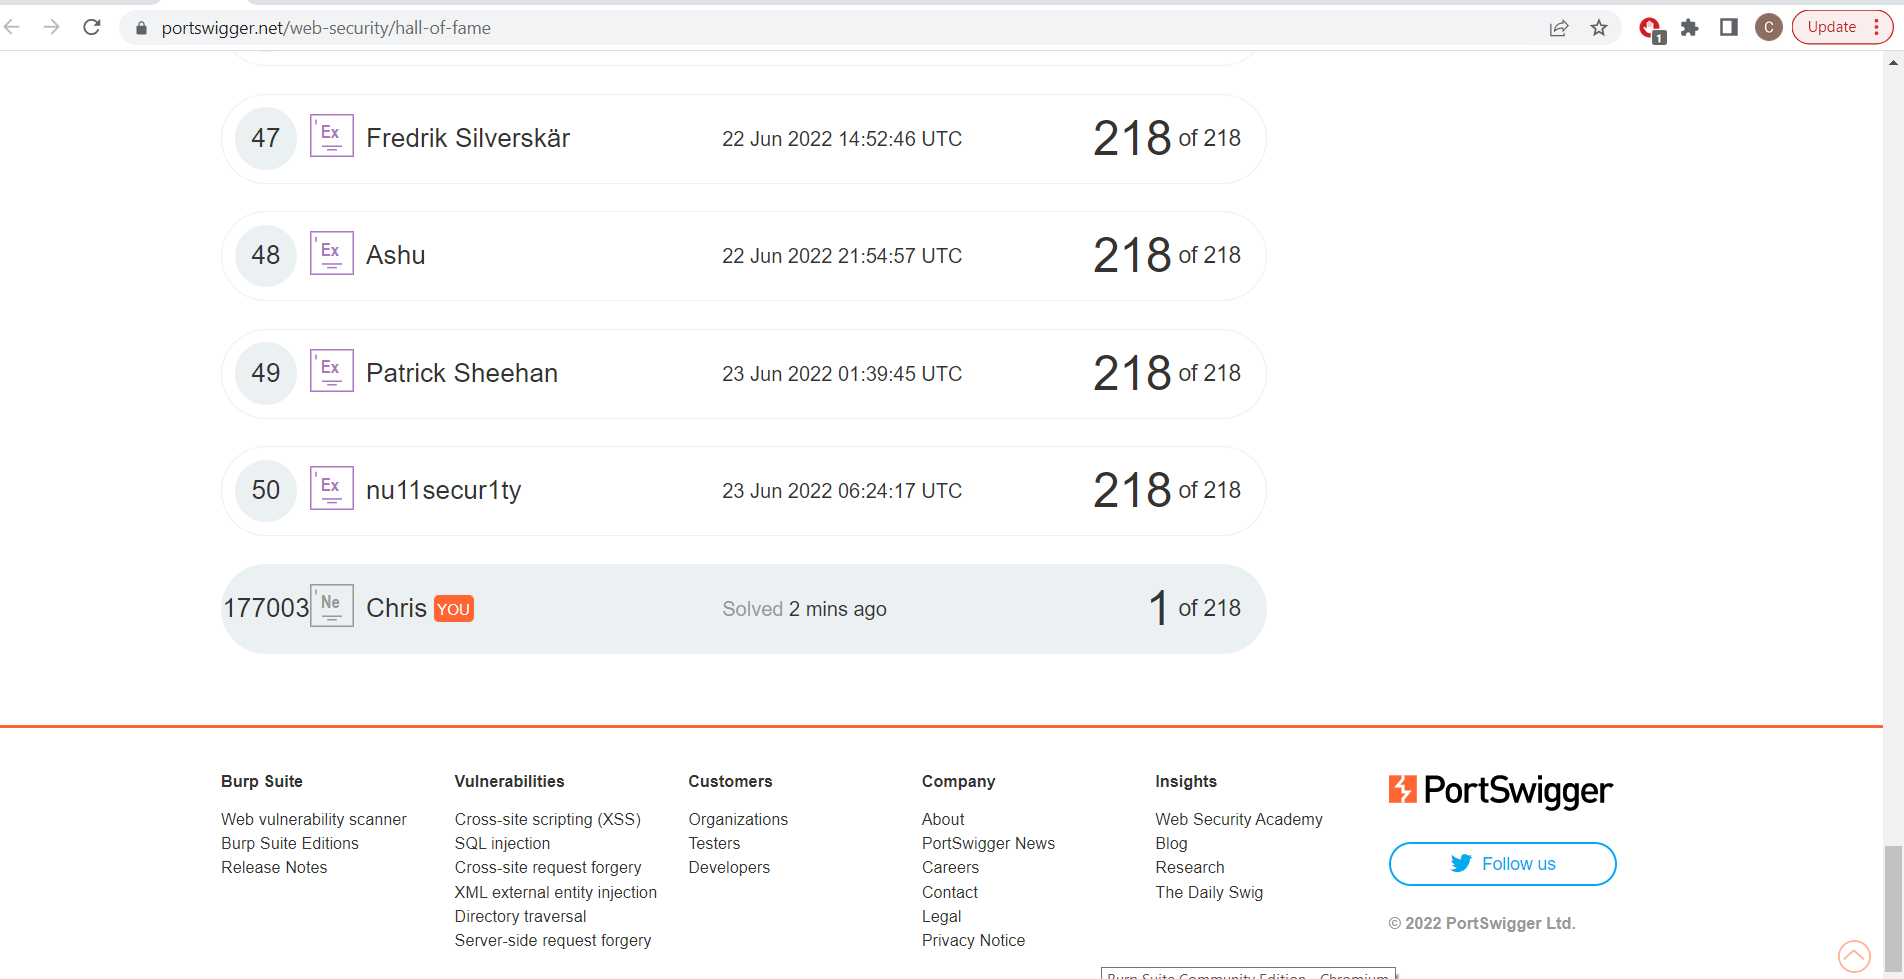 portswigger.net/web-security/hall-of-fame
1
C
Update
47 Ex Fredrik Silverskär 22 Jun 2022 14:52:46 UTC 218 of 218
48 Ex Ashu 22 Jun 2022 21:54:57 UTC 218 of 218
49 Ex Patrick Sheehan 23 Jun 2022 01:39:45 UTC 218 of 218
50 Ex nu11secur1ty 23 Jun 2022 06:24:17 UTC 218 of 218
177003 Ne Chris YOU Solved 2 mins ago 1 of 218
Burp Suite
Web vulnerability scanner
Burp Suite Editions
Release Notes
Vulnerabilities
Cross-site scripting (XSS)
SQL injection
Cross-site request forgery
XML external entity injection
Directory traversal
Server-side request forgery
Customers
Organizations
Testers
Developers
Company
About
PortSwigger News
Careers
Contact
Legal
Privacy Notice
Insights
Web Security Academy
Blog
Research
The Daily Swig
PortSwigger
Follow us
© 2022 PortSwigger Ltd.
Burp Suite Community Edition - Chromium